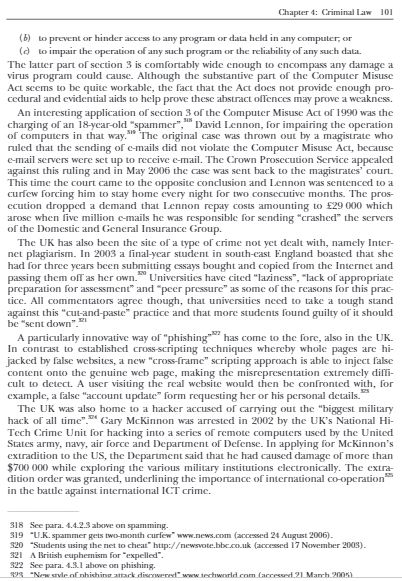 Chapter 4: Criminal Law 101
(b) to prevent or hinder access to any program or data held in any computer; or
(c) to impair the operation of any such program or the reliability of any such data.
The latter part of section 3 is comfortably wide enough to encompass any damage a
virus program could cause. Although the substantive part of the Computer Misuse
Act seems to be quite workable, the fact that the Act does not provide enough pro-
cedural and evidential aids to help prove these abstract offences may prove a weakness.
An interesting application of section 3 of the Computer Misuse Act of 1990 was the
charging of an 18-year-old “spammer”,318 David Lennon, for impairing the operation
of computers in that way.319 The original case was thrown out by a magistrate who
ruled that the sending of e-mails did not violate the Computer Misuse Act, because
e-mail servers were set up to receive e-mail. The Crown Prosecution Service appealed
against this ruling and in May 2006 the case was sent back to the magistrates’ court.
This time the court came to the opposite conclusion and Lennon was sentenced to a
curfew forcing him to stay home every night for two consecutive months. The pros-
ecution dropped a demand that Lennon repay costs amounting to £29 000 which
arose when five million e-mails he was responsible for sending “crashed” the servers
of the Domestic and General Insurance Group.
The UK has also been the site of a type of crime not yet dealt with, namely Inter-
net plagiarism. In 2003 a final-year student in south-east England boasted that she
had for three years been submitting essays bought and copied from the Internet and
passing them off as her own.320 Universities have cited “laziness”, “lack of appropriate
preparation for assessment” and “peer pressure” as some of the reasons for this prac-
tice. All commentators agree though, that universities need to take a tough stand
against this “cut-and-paste” practice and that more students found guilty of it should
be “sent down”.321
A particularly innovative way of “phishing”322 has come to the fore, also in the UK.
In contrast to established cross-scripting techniques whereby whole pages are hi-
jacked by false websites, a new “cross-frame” scripting approach is able to inject false
content onto the genuine web page, making the misrepresentation extremely diffi-
cult to detect. A user visiting the real website would then be confronted with, for
example, a false “account update” form requesting her or his personal details.323
The UK was also home to a hacker accused of carrying out the “biggest military
hack of all time”.324 Gary McKinnon was arrested in 2002 by the UK’s National Hi-
Tech Crime Unit for hacking into a series of remote computers used by the United
States army, navy, air force and Department of Defense. In applying for McKinnon’s
extradition to the US, the Department said that he had caused damage of more than
$700 000 while exploring the various military institutions electronically. The extra-
dition order was granted, underlining the importance of international co-operation325
in the battle against international ICT crime.
318 See para. 4.4.2.3 above on spamming.
319 “U.K. spammer gets two-month curfew” www.news.com (accessed 24 August 2006).
320 “Students using the net to cheat” http://newsvote.bbc.co.uk (accessed 17 November 2003).
321 A British euphemism for “expelled”.
322 See para. 4.3.1 above on phishing.
323 “New style of phishing attack discovered” www.techworld.com (accessed 21 March 2005)